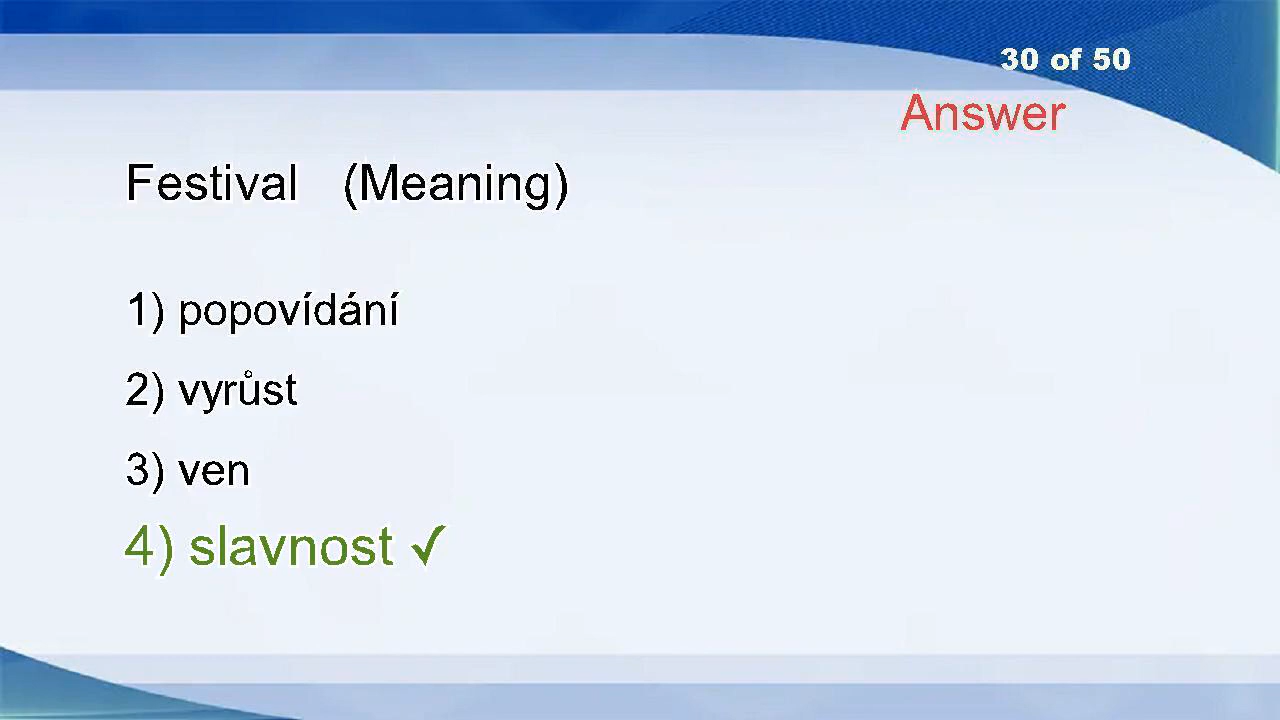 30 of 50
Answer
Festival (Meaning)
1) popovídání
2) vyrůst
3) ven
4) slavnost ✓